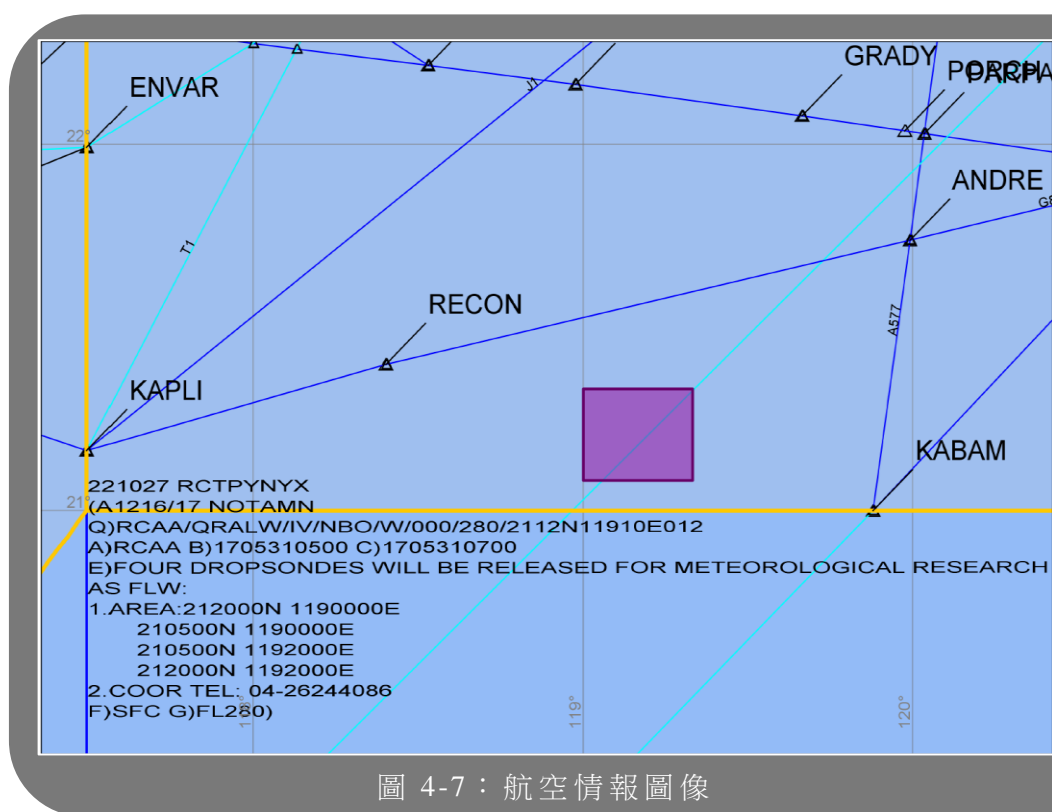 GRADY
ENVAR
PORCH
22°
J1
ANDRE
T1
RECON
A577
KAPLI
KABAM
21°
221027 RCTPYNYX
(A1216/17 NOTAMN
Q)RCAA/QRALW/IV/NBO/W/000/280/2112N11910E012
A)RCAA B)1705310500 C)1705310700
E)FOUR DROPSONDES WILL BE RELEASED FOR METEOROLOGICAL RESEARCH
AS FLW:
1.AREA:212000N 1190000E
210500N 1190000E
210500N 1192000E
212000N 1192000E
2.COOR TEL: 04-26244086
F)SFC G)FL280)
119°
120°
圖 4-7：航空情報圖像